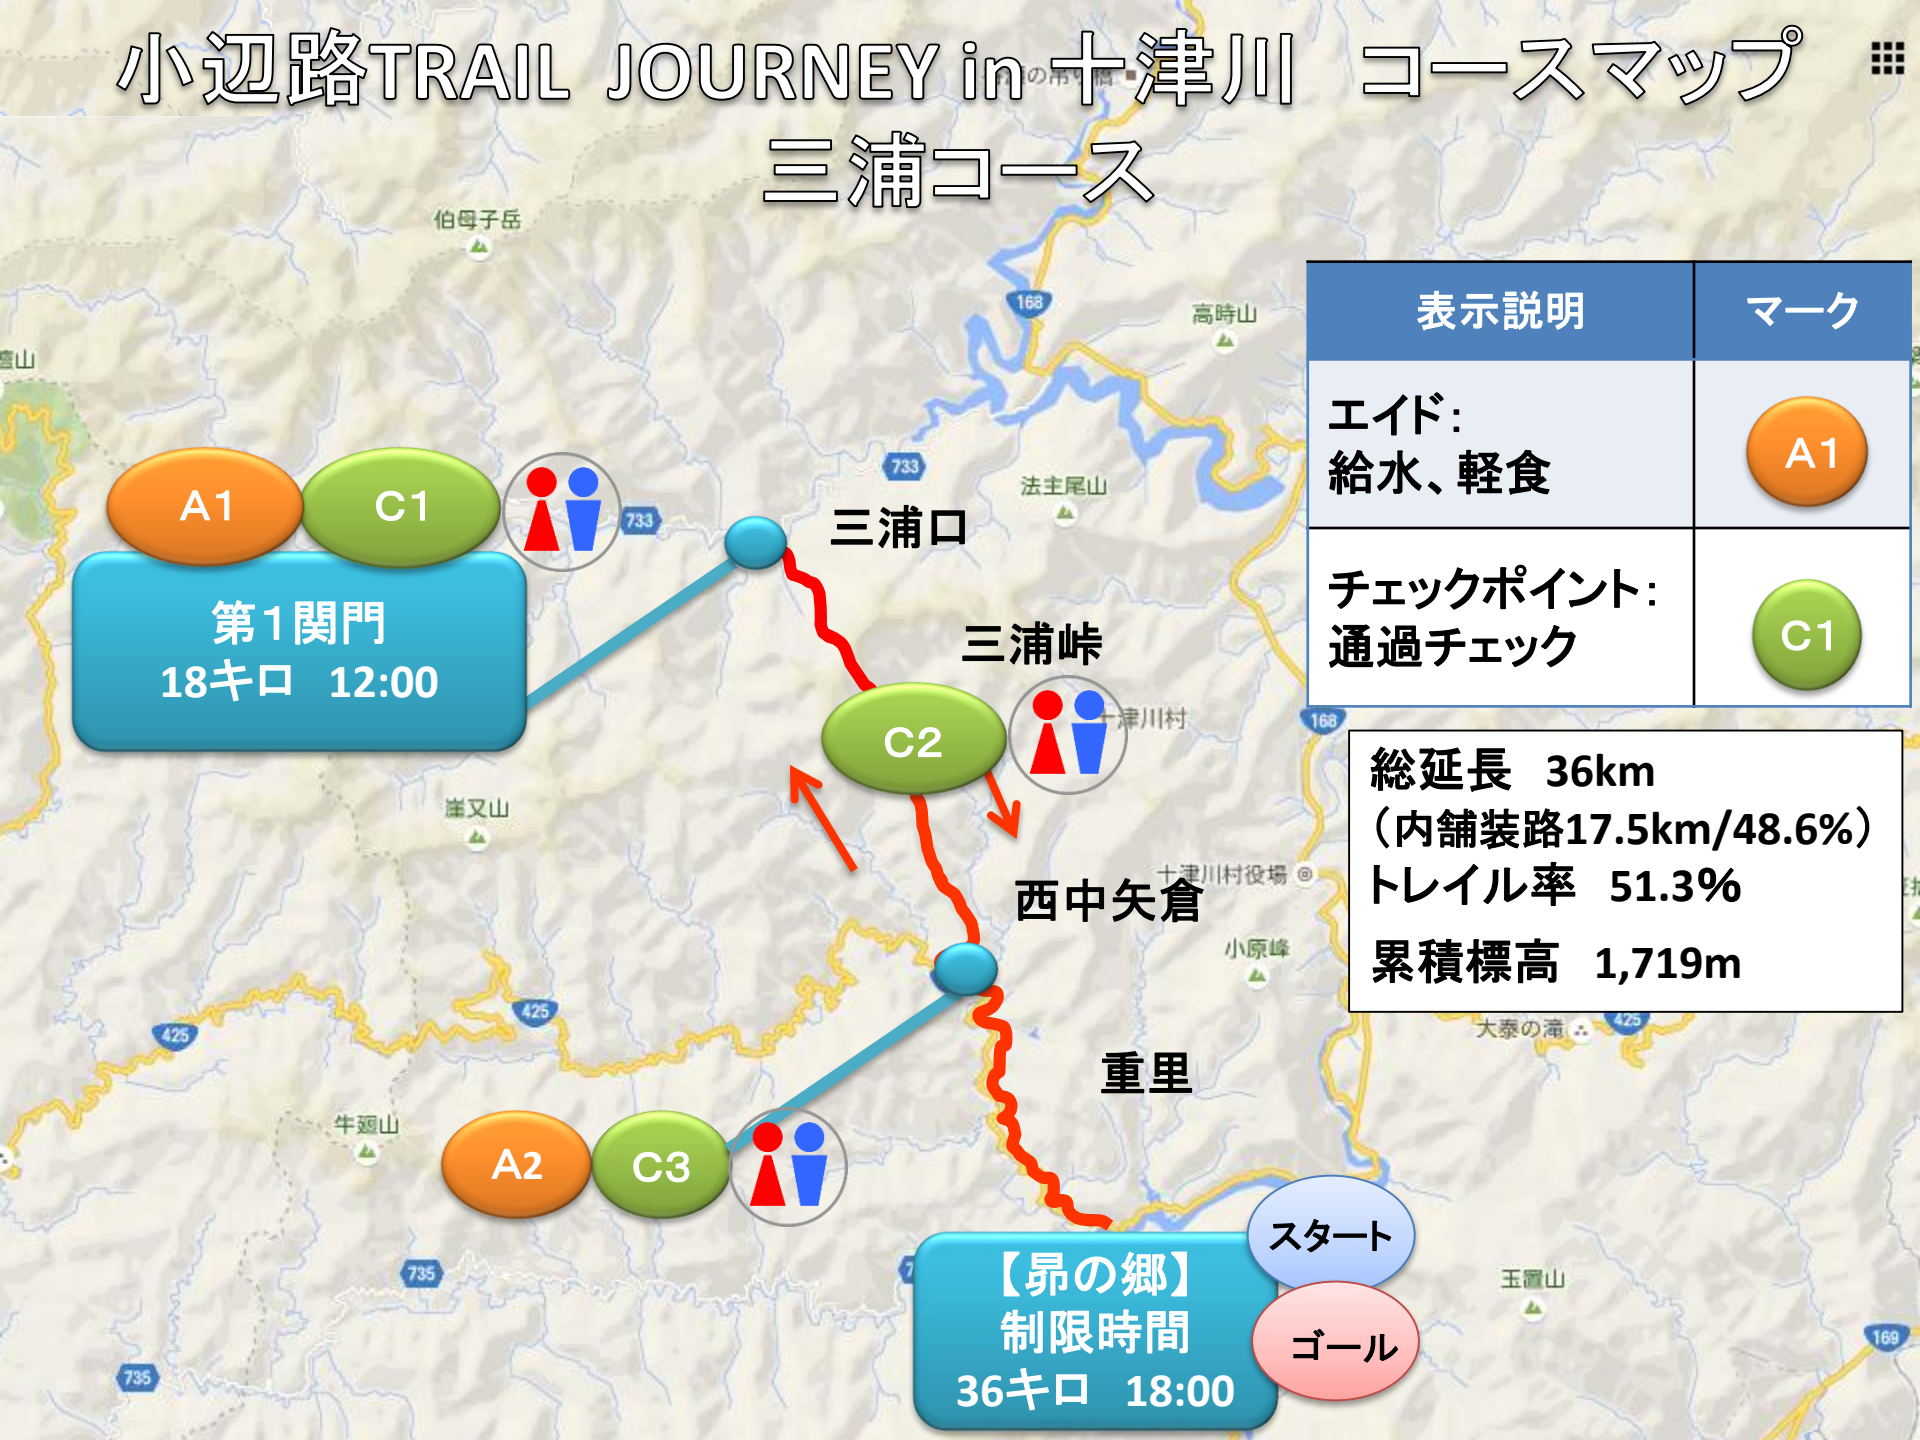 小辺路TRAIL JOURNEY in 十津川　コースマップ
三浦コース
伯母子岳
168
高時山
表示説明　マーク
エイド：
給水、軽食
A1
チェックポイント：
通過チェック
C1
733
法主尾山
A1
C1
733
三浦口
第１関門
18キロ　12:00
三浦峠
C2
十津川村
168
総延長　36km
（内舗装路17.5km/48.6%）
トレイル率　51.3%
累積標高　1,719m
崖又山
十津川村役場
西中矢倉
小原峰
425
425
大泰の滝
425
重里
牛廻山
A2
C3
735
スタート
【昴の郷】
制限時間
36キロ　18:00
ゴール
玉置山
169
735